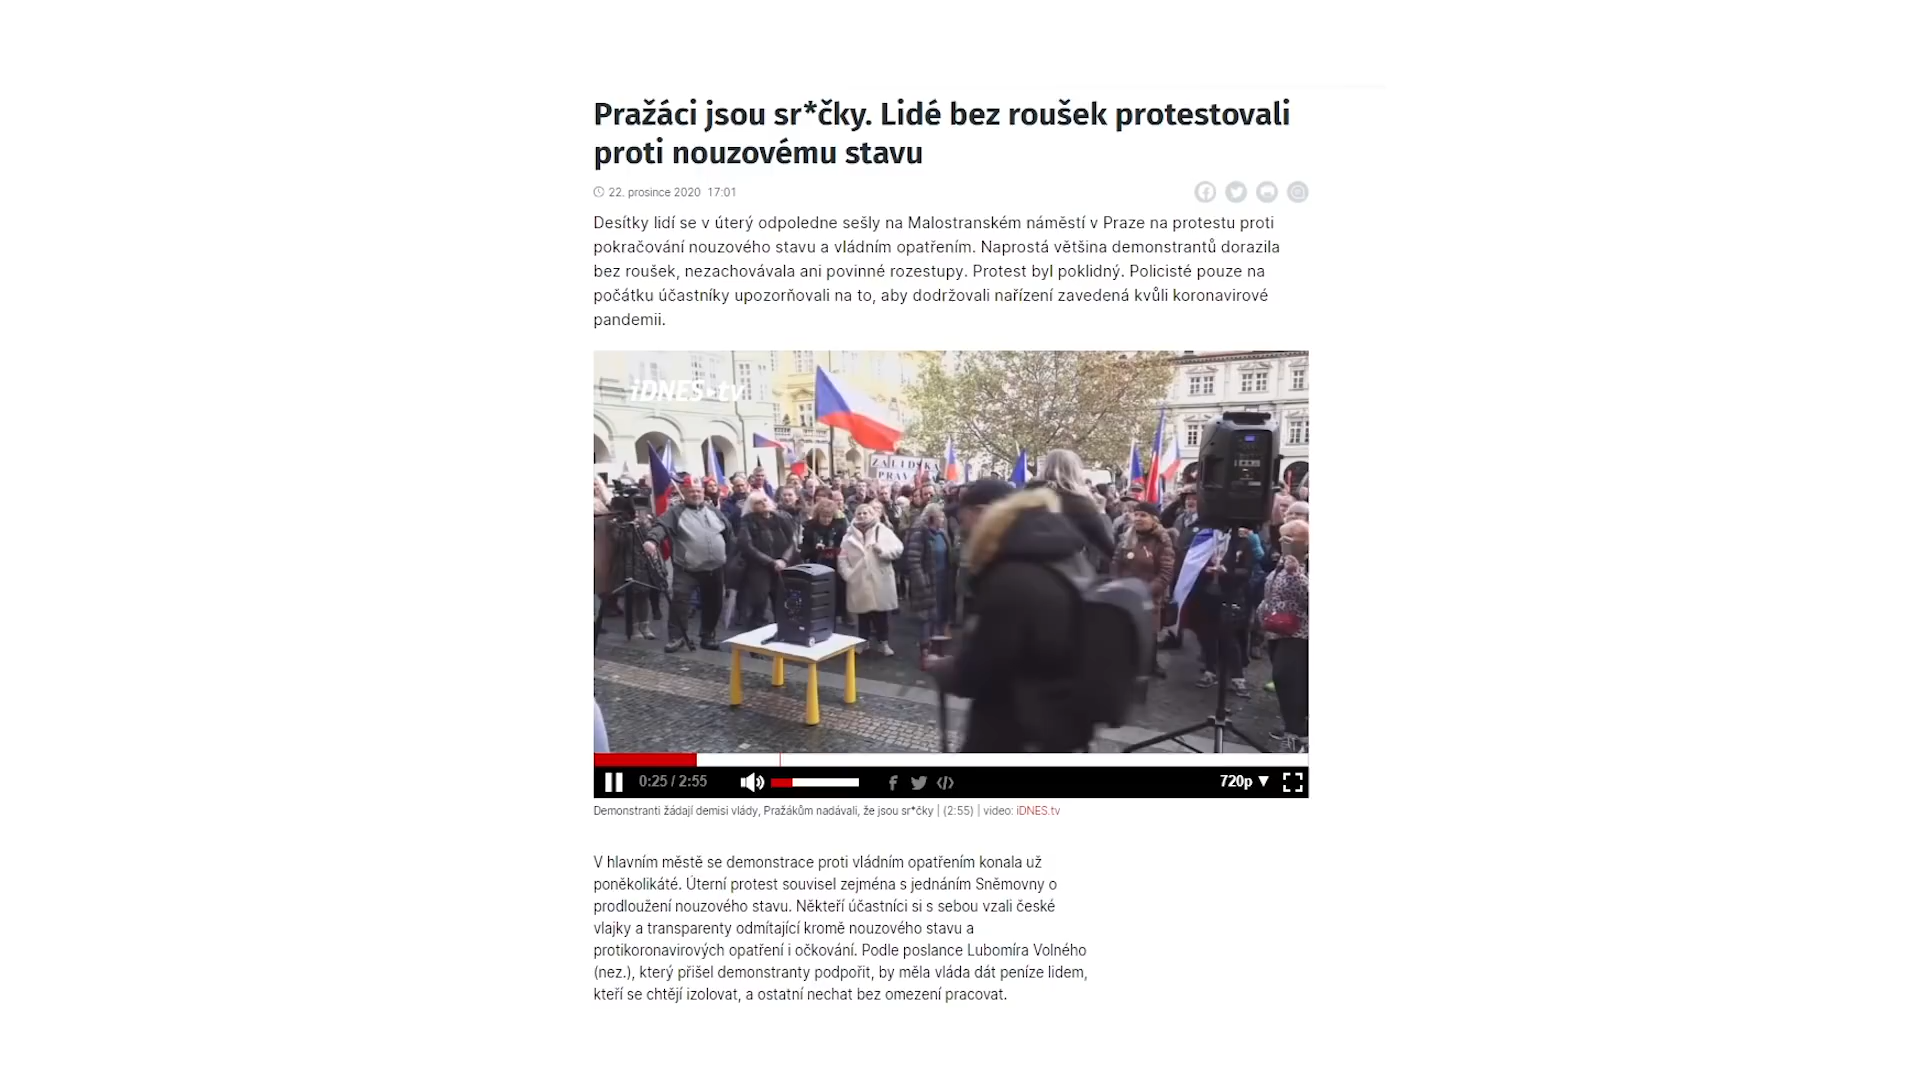 Pražáci jsou sr*čky. Lidé bez roušek protestovali
proti nouzovému stavu
22. prosince 2020 17:01
Desítky lidí se v úterý odpoledne sešly na Malostranském náměstí v Praze na protestu proti
pokračování nouzového stavu a vládním opatřením. Naprostá většina demonstrantů dorazila
bez roušek, nezachovávala ani povinné rozestupy. Protest byl poklidný. Policisté pouze na
počátku účastníky upozorňovali na to, aby dodržovali nařízení zavedená kvůli koronavirové
pandemii.
iDNES tv
ZA LIDSKÁ
PRÁV
0:25 / 2:55
720p
Demonstranti žádají demisi vlády, Pražákům nadávali, že jsou sr*čky | (2:55) | video: iDNES.tv
V hlavním městě se demonstrace proti vládním opatřením konala už
poněkolikáté. Úterní protest souvisel zejména s jednáním Sněmovny o
prodloužení nouzového stavu. Někteří účastníci si s sebou vzali české
vlajky a transparenty odmítající kromě nouzového stavu a
protikoronavirových opatření i očkování. Podle poslance Lubomíra Volného
(nez.), který přišel demonstranty podpořit, by měla vláda dát peníze lidem,
kteří se chtějí izolovat, a ostatní nechat bez omezení pracovat.